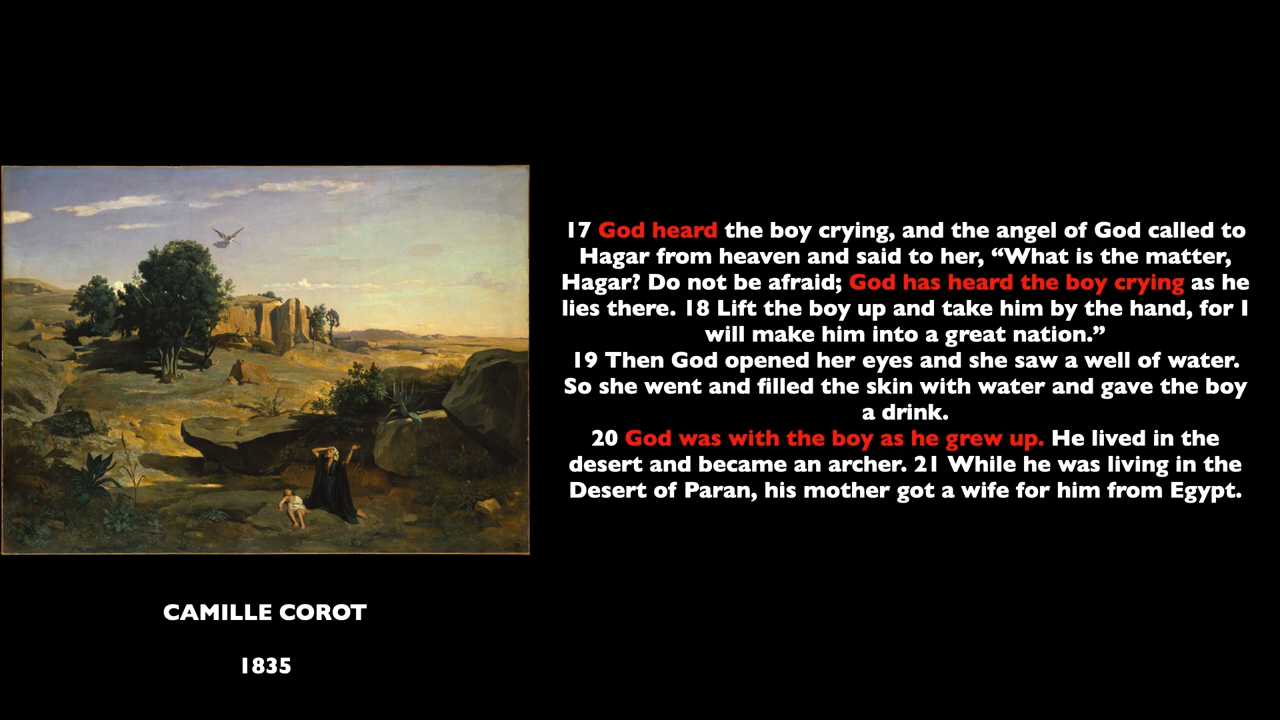 17 God heard the boy crying, and the angel of God called to
Hagar from heaven and said to her, “What is the matter,
Hagar? Do not be afraid; God has heard the boy crying as he
lies there. 18 Lift the boy up and take him by the hand, for I
will make him into a great nation.”
19 Then God opened her eyes and she saw a well of water.
So she went and filled the skin with water and gave the boy
a drink.
20 God was with the boy as he grew up. He lived in the
desert and became an archer. 21 While he was living in the
Desert of Paran, his mother got a wife for him from Egypt.
CAMILLE COROT
1835